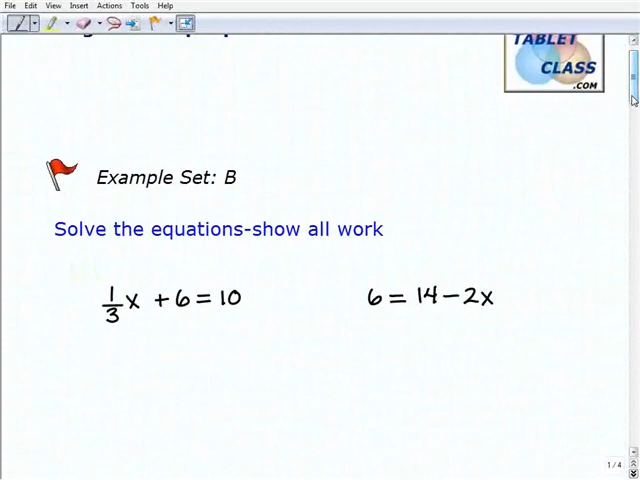 File Edit View Insert Actions Tools Help
TABLET
CLASS
.COM
Example Set: B
Solve the equations-show all work
1/3 x + 6 = 10
6 = 14 - 2x
1 / 4